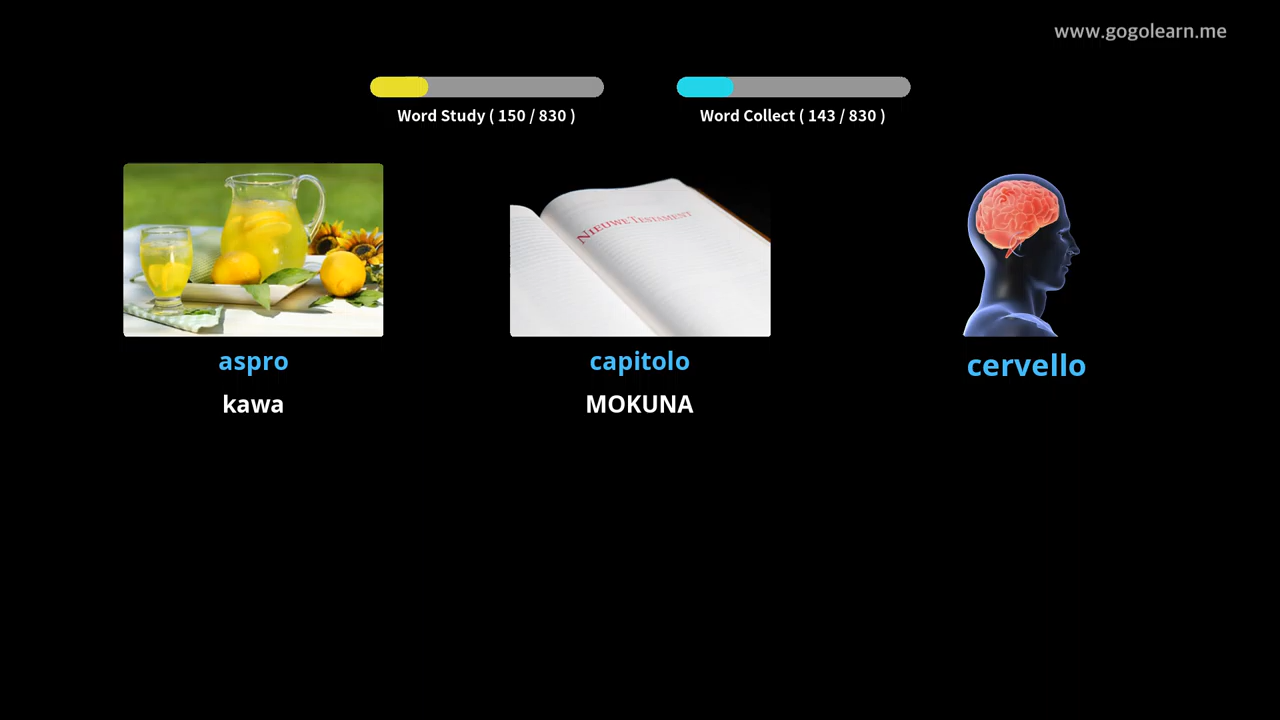 www.gogolearn.me
Word Study ( 150 / 830 )
Word Collect ( 143 / 830 )
NIEUWE TESTAMENT
aspro
capitolo
cervello
kawa
MOKUNA